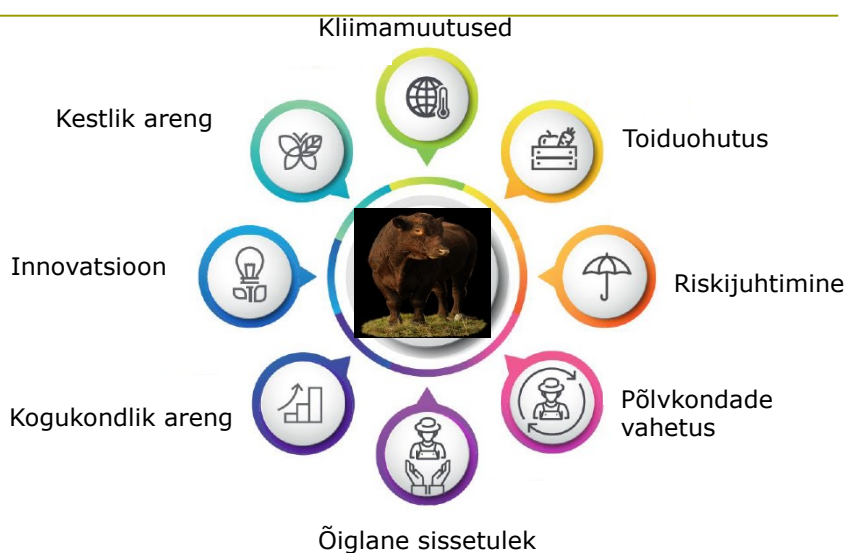 Kliimamuutused
Kestlik areng
Toiduohutus
Innovatsioon
Riskijuhtimine
Kogukondlik areng
Põlvkondade
vahetus
Õiglane sissetulek